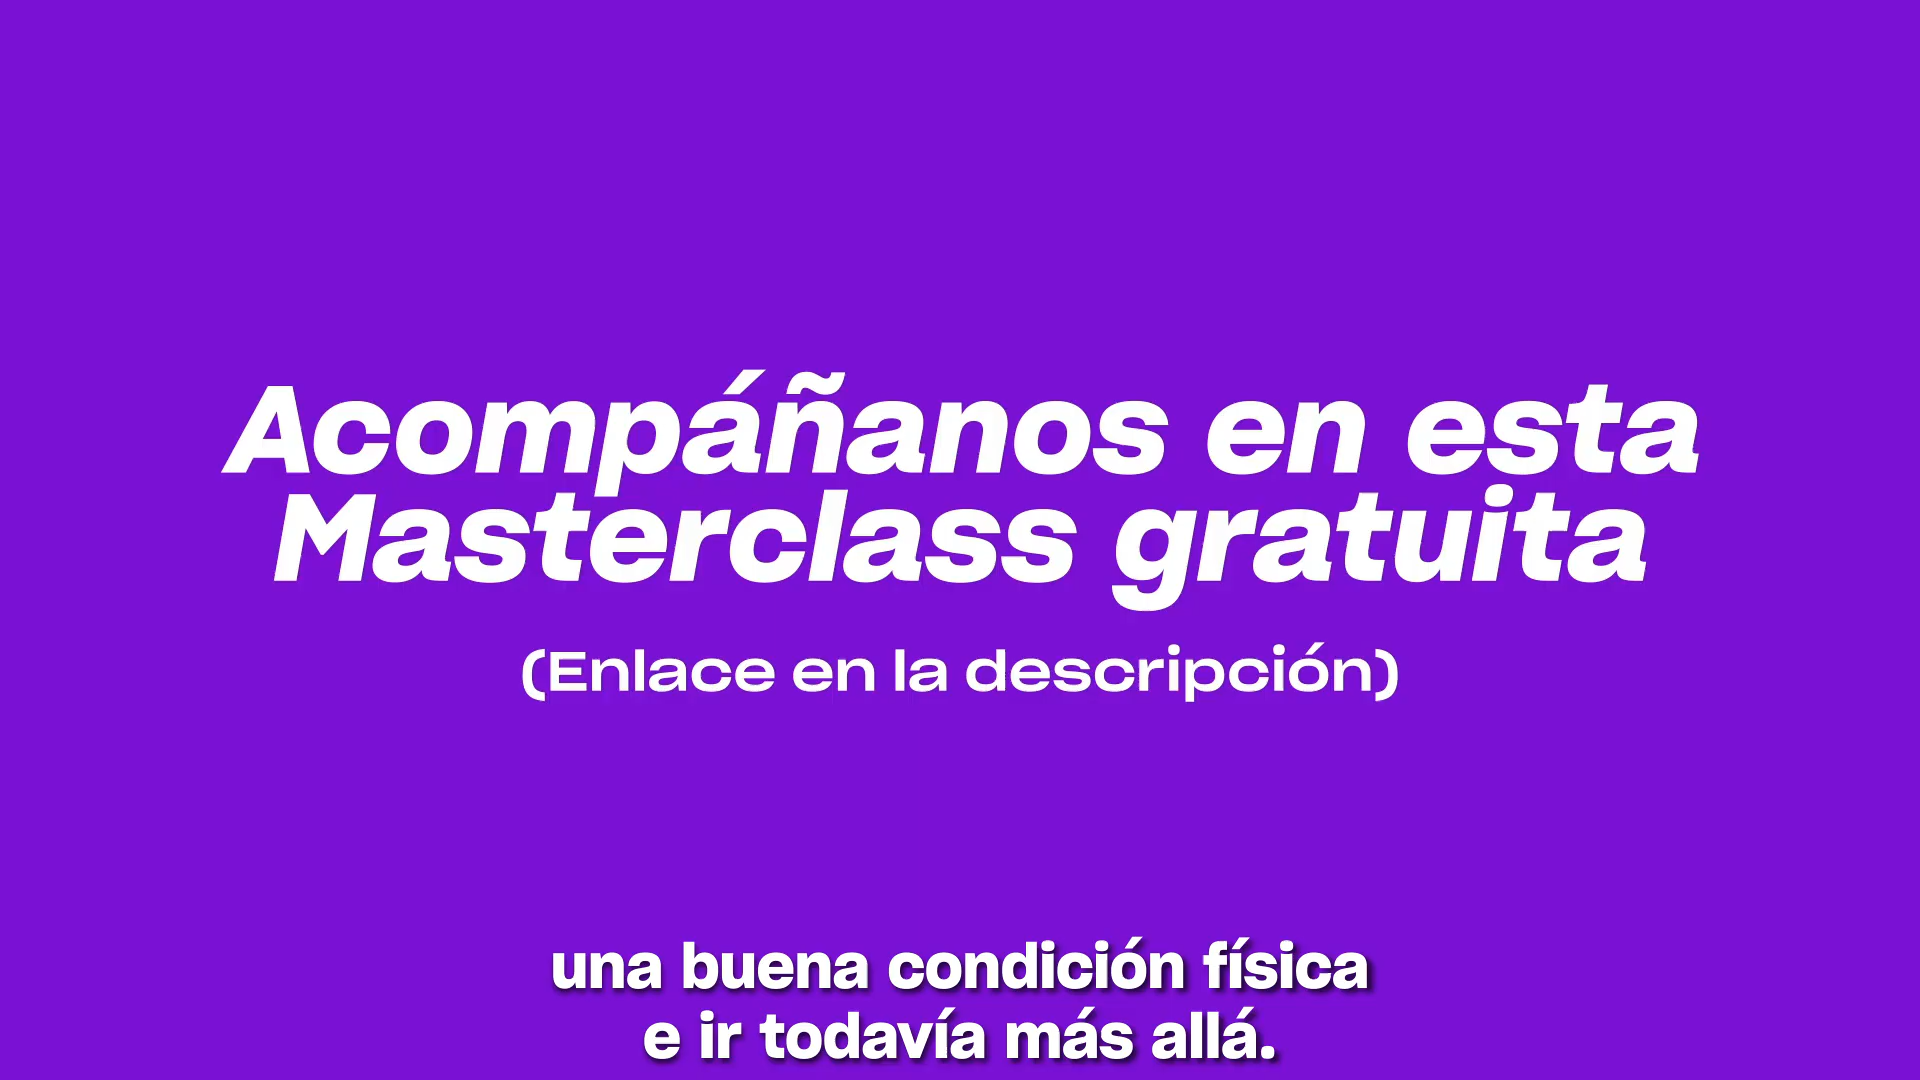 Acompáñanos en esta
Masterclass gratuita
(Enlace en la descripción)
una buena condición física
e ir todavía más allá.